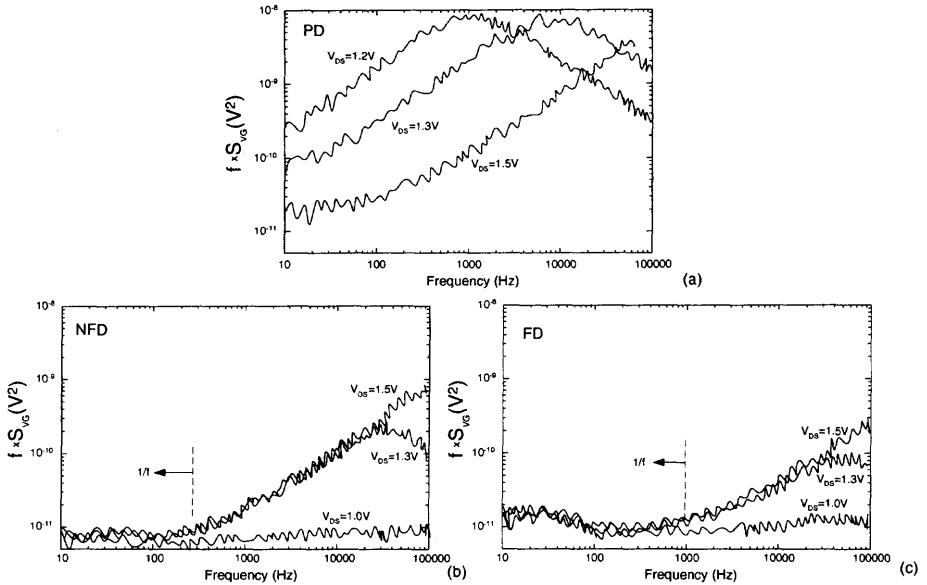 PD
f ×S_VG(V²)
10⁻⁸
10⁻⁹
10⁻¹⁰
10⁻¹¹
V_DS=1.2V
V_DS=1.3V
V_DS=1.5V
10 100 1000 10000 100000
Frequency (Hz)
(a)
NFD
f ×S_VG(V²)
10⁻⁸
10⁻⁹
10⁻¹⁰
10⁻¹¹
V_DS=1.5V
V_DS=1.3V
V_DS=1.0V
1/f
10 100 1000 10000 100000
Frequency (Hz)
(b)
FD
f ×S_VG(V²)
10⁻⁸
10⁻⁹
10⁻¹⁰
10⁻¹¹
V_DS=1.5V
V_DS=1.3V
V_DS=1.0V
1/f
10 100 1000 10000 100000
Frequency (Hz)
(c)